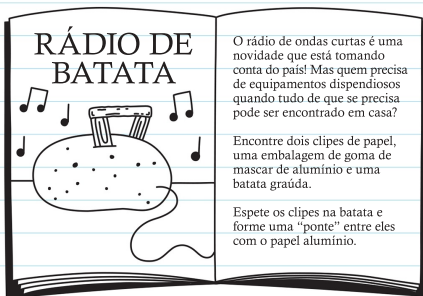 RÁDIO DE
BATATA
O rádio de ondas curtas é uma
novidade que está tomando
conta do país! Mas quem precisa
de equipamentos dispendiosos
quando tudo de que se precisa
pode ser encontrado em casa?
Encontre dois clipes de papel,
uma embalagem de goma de
mascar de alumínio e uma
batata graúda.
Espete os clipes na batata e
forme uma “ponte” entre eles
com o papel alumínio.